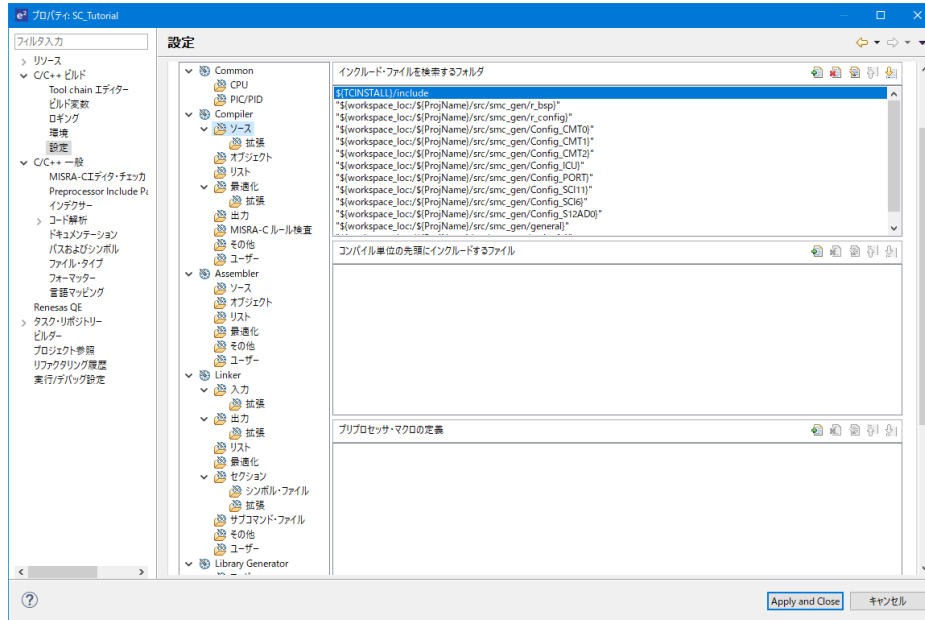 e² プロパティ: SC_Tutorial
フィルタ入力
設定
リソース
C/C++ ビルド
Tool chain エディター
ビルド変数
ロギング
環境
設定
C/C++ 一般
MISRA-Cエディタ・チェッカ
Preprocessor Include Pa
インデクサー
コード解析
ドキュメンテーション
パスおよびシンボル
ファイル・タイプ
フォーマッター
言語マッピング
Renesas QE
タスク・リポジトリー
ビルダー
プロジェクト参照
リファクタリング履歴
実行/デバッグ設定
Common
CPU
PIC/PID
Compiler
ソース
拡張
オブジェクト
リスト
最適化
拡張
出力
MISRA-C ルール検査
その他
ユーザー
Assembler
ソース
オブジェクト
リスト
最適化
その他
ユーザー
Linker
入力
拡張
出力
拡張
リスト
最適化
セクション
シンボル・ファイル
拡張
サブコマンド・ファイル
その他
ユーザー
Library Generator
インクルード・ファイルを検索するフォルダ
${TCINSTALL}/include
"${workspace_loc:/${ProjName}/src/smc_gen/r_bsp}"
"${workspace_loc:/${ProjName}/src/smc_gen/r_config}"
"${workspace_loc:/${ProjName}/src/smc_gen/Config_CMT0}"
"${workspace_loc:/${ProjName}/src/smc_gen/Config_CMT1}"
"${workspace_loc:/${ProjName}/src/smc_gen/Config_CMT2}"
"${workspace_loc:/${ProjName}/src/smc_gen/Config_ICU}"
"${workspace_loc:/${ProjName}/src/smc_gen/Config_PORT}"
"${workspace_loc:/${ProjName}/src/smc_gen/Config_SCI11}"
"${workspace_loc:/${ProjName}/src/smc_gen/Config_SCI6}"
"${workspace_loc:/${ProjName}/src/smc_gen/Config_S12AD0}"
"${workspace_loc:/${ProjName}/src/smc_gen/general}"
コンパイル単位の先頭にインクルードするファイル
プリプロセッサ・マクロの定義
Apply and Close
キャンセル